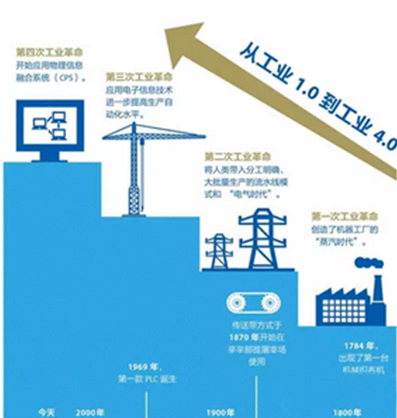 从工业 1.0 到工业 4.0
第四次工业革命
开始应用物理信息
融合系统（CPS）。
第三次工业革命
应用电子信息技术
进一步提高生产自
动化水平。
第二次工业革命
将人类带入分工明确、
大批量生产的流水线模
式和“电气时代”。
第一次工业革命
创造了机器工厂的
“蒸汽时代”。
1969 年，
第一款 PLC 诞生
传送带方式于
1870 年开始在
辛辛那提屠宰场
使用
1784 年，
出现了第一台
机械织布机
今天
2000年
1900年
1800年